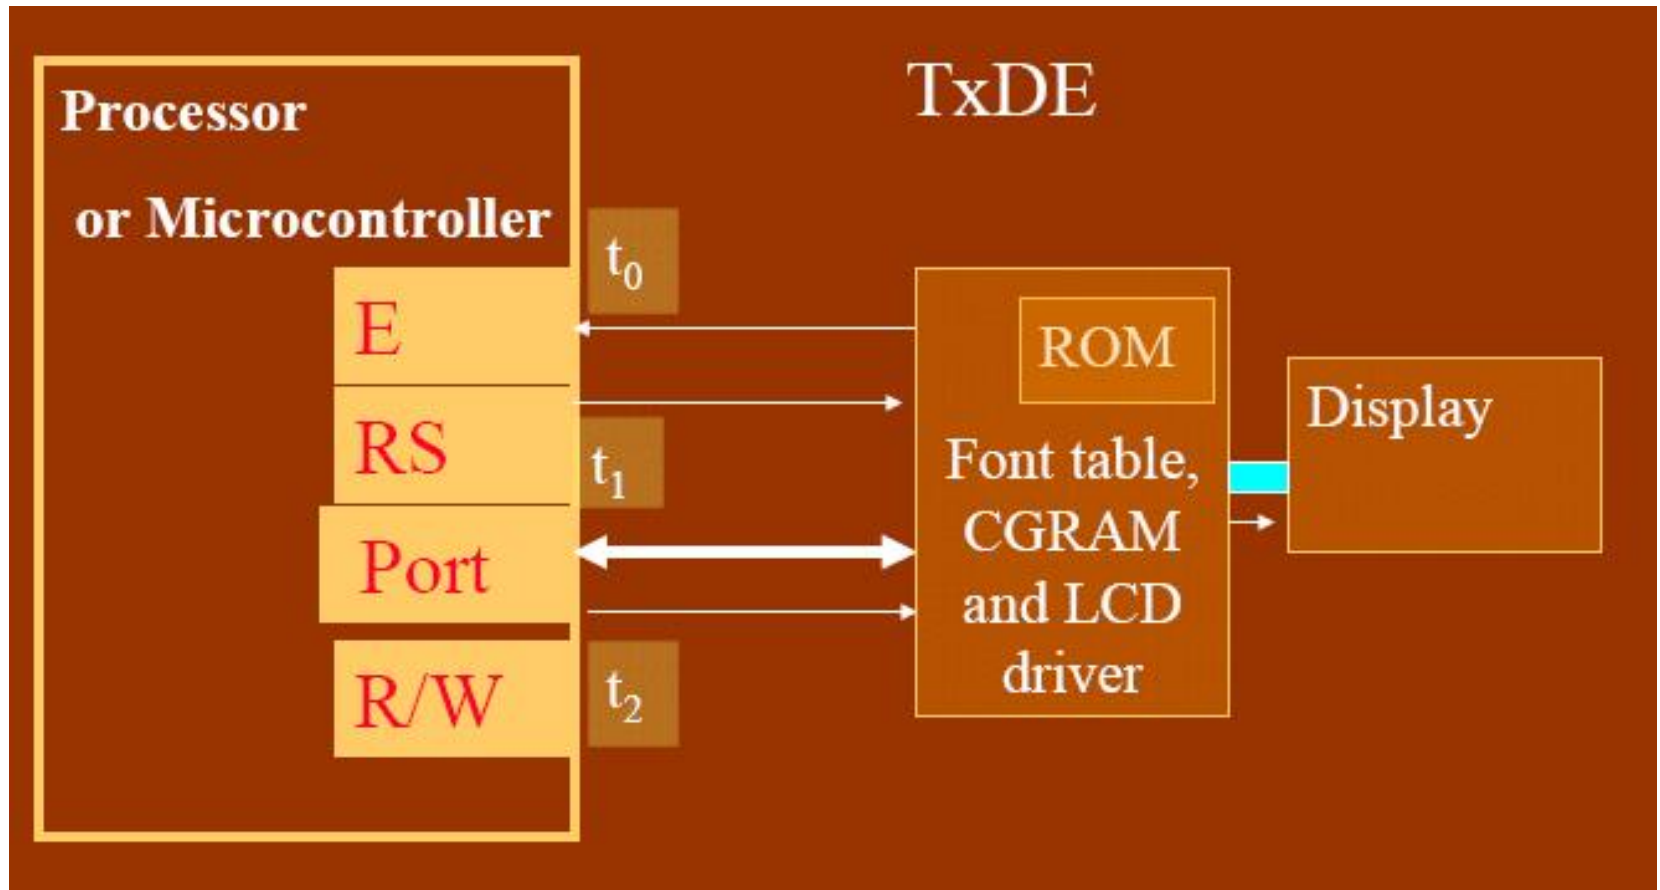 Processor
or Microcontroller
TxDE
t₀
E
ROM
RS
t₁
Font table,
CGRAM
and LCD
driver
Display
Port
R/W
t₂